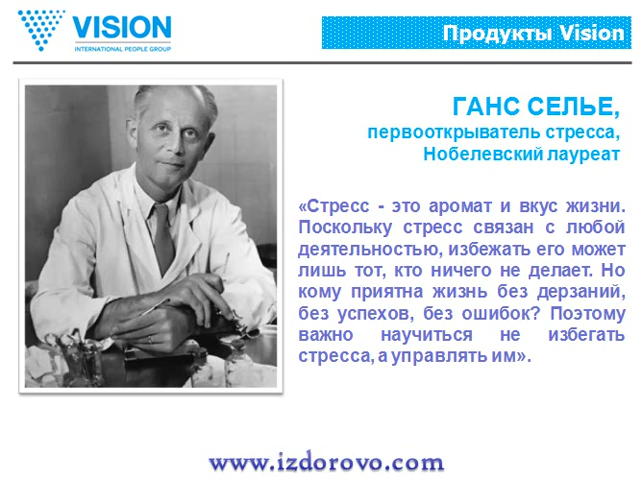 VISION
INTERNATIONAL PEOPLE GROUP
Продукты Vision
ГАНС СЕЛЬЕ,
первооткрыватель стресса,
Нобелевский лауреат
«Стресс - это аромат и вкус жизни.
Поскольку стресс связан с любой
деятельностью, избежать его может
лишь тот, кто ничего не делает. Но
кому приятна жизнь без дерзаний,
без успехов, без ошибок? Поэтому
важно научиться не избегать
стресса, а управлять им».
www.izdorovo.com